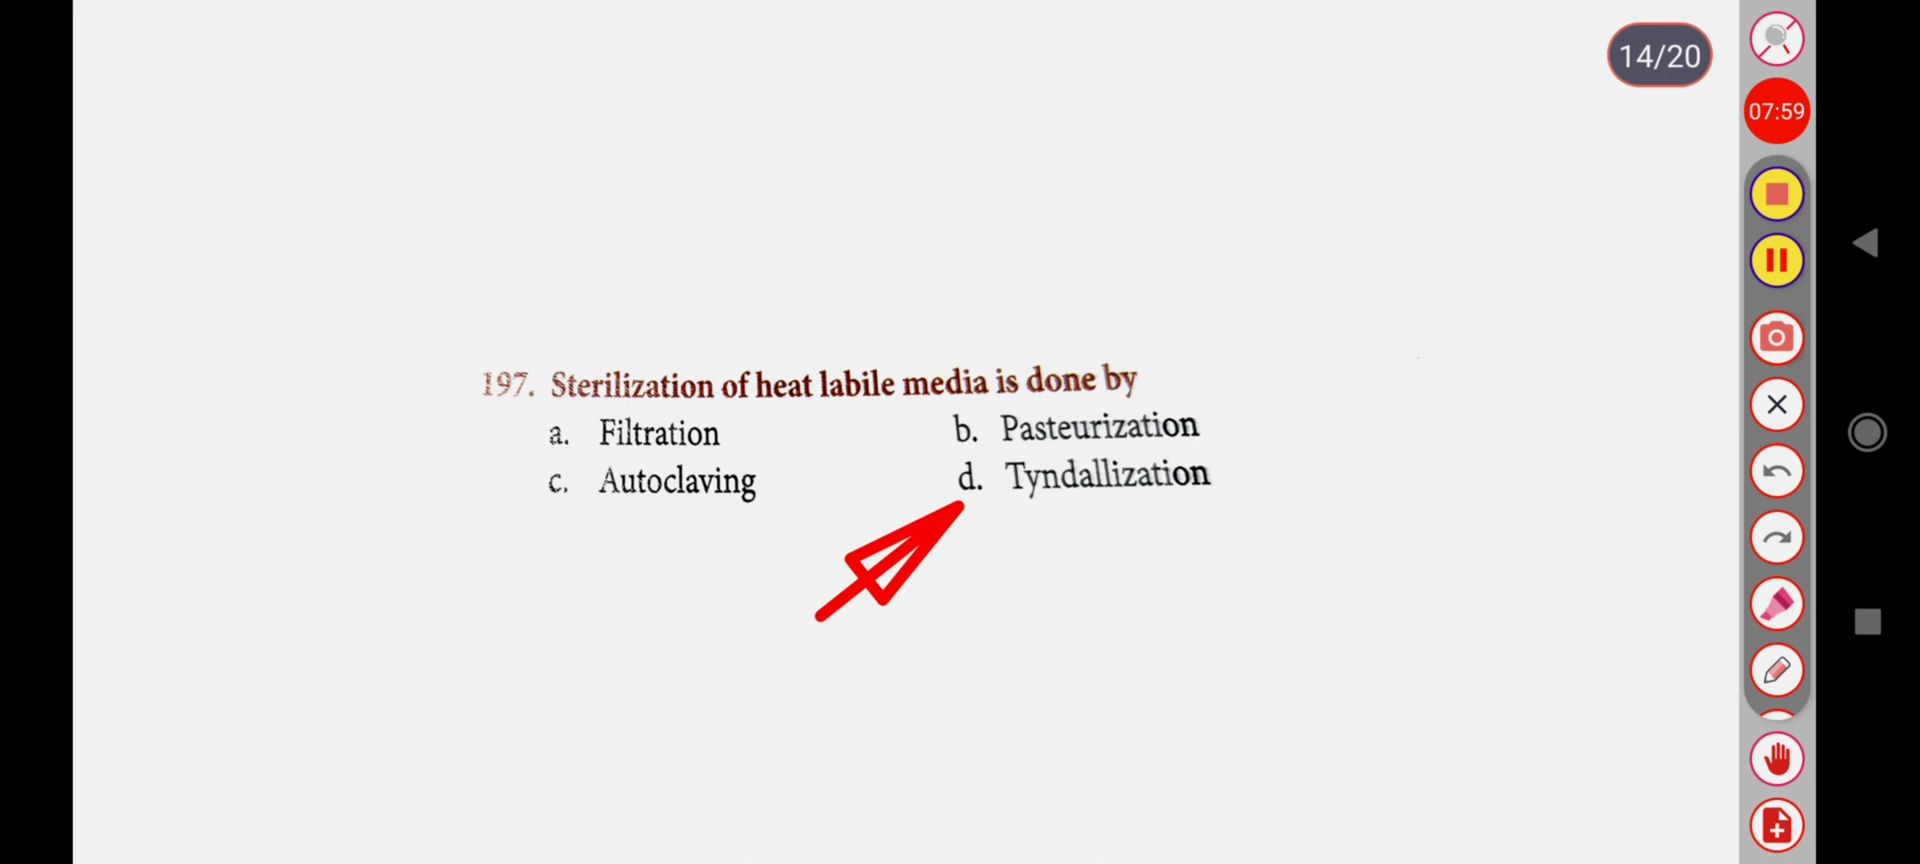 14/20
07:59
197. Sterilization of heat labile media is done by
a. Filtration b. Pasteurization
c. Autoclaving d. Tyndallization